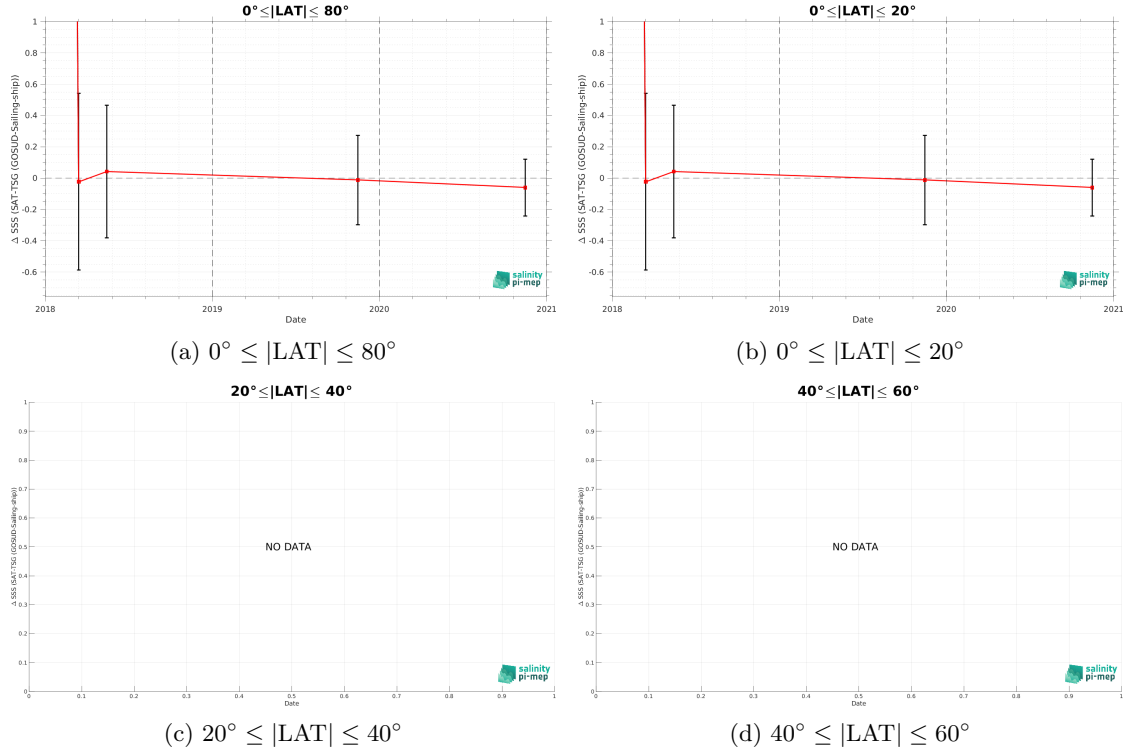 0°≤|LAT|≤ 80°
Δ SSS (SAT-TSG (GOSUD-Sailing-ship))
1
0.8
0.6
0.4
0.2
0
-0.2
-0.4
-0.6
2018
2019
2020
2021
Date
salinity
pi-mep
(a) 0° ≤ |LAT| ≤ 80°
0°≤|LAT|≤ 20°
Δ SSS (SAT-TSG (GOSUD-Sailing-ship))
1
0.8
0.6
0.4
0.2
0
-0.2
-0.4
-0.6
2018
2019
2020
2021
Date
salinity
pi-mep
(b) 0° ≤ |LAT| ≤ 20°
20°≤|LAT|≤ 40°
Δ SSS (SAT-TSG (GOSUD-Sailing-ship))
1
0.9
0.8
0.7
0.6
0.5
0.4
0.3
0.2
0.1
0
NO DATA
0
0.1
0.2
0.3
0.4
0.5
0.6
0.7
0.8
0.9
1
Date
salinity
pi-mep
(c) 20° ≤ |LAT| ≤ 40°
40°≤|LAT|≤ 60°
Δ SSS (SAT-TSG (GOSUD-Sailing-ship))
1
0.9
0.8
0.7
0.6
0.5
0.4
0.3
0.2
0.1
0
NO DATA
0
0.1
0.2
0.3
0.4
0.5
0.6
0.7
0.8
0.9
1
Date
salinity
pi-mep
(d) 40° ≤ |LAT| ≤ 60°